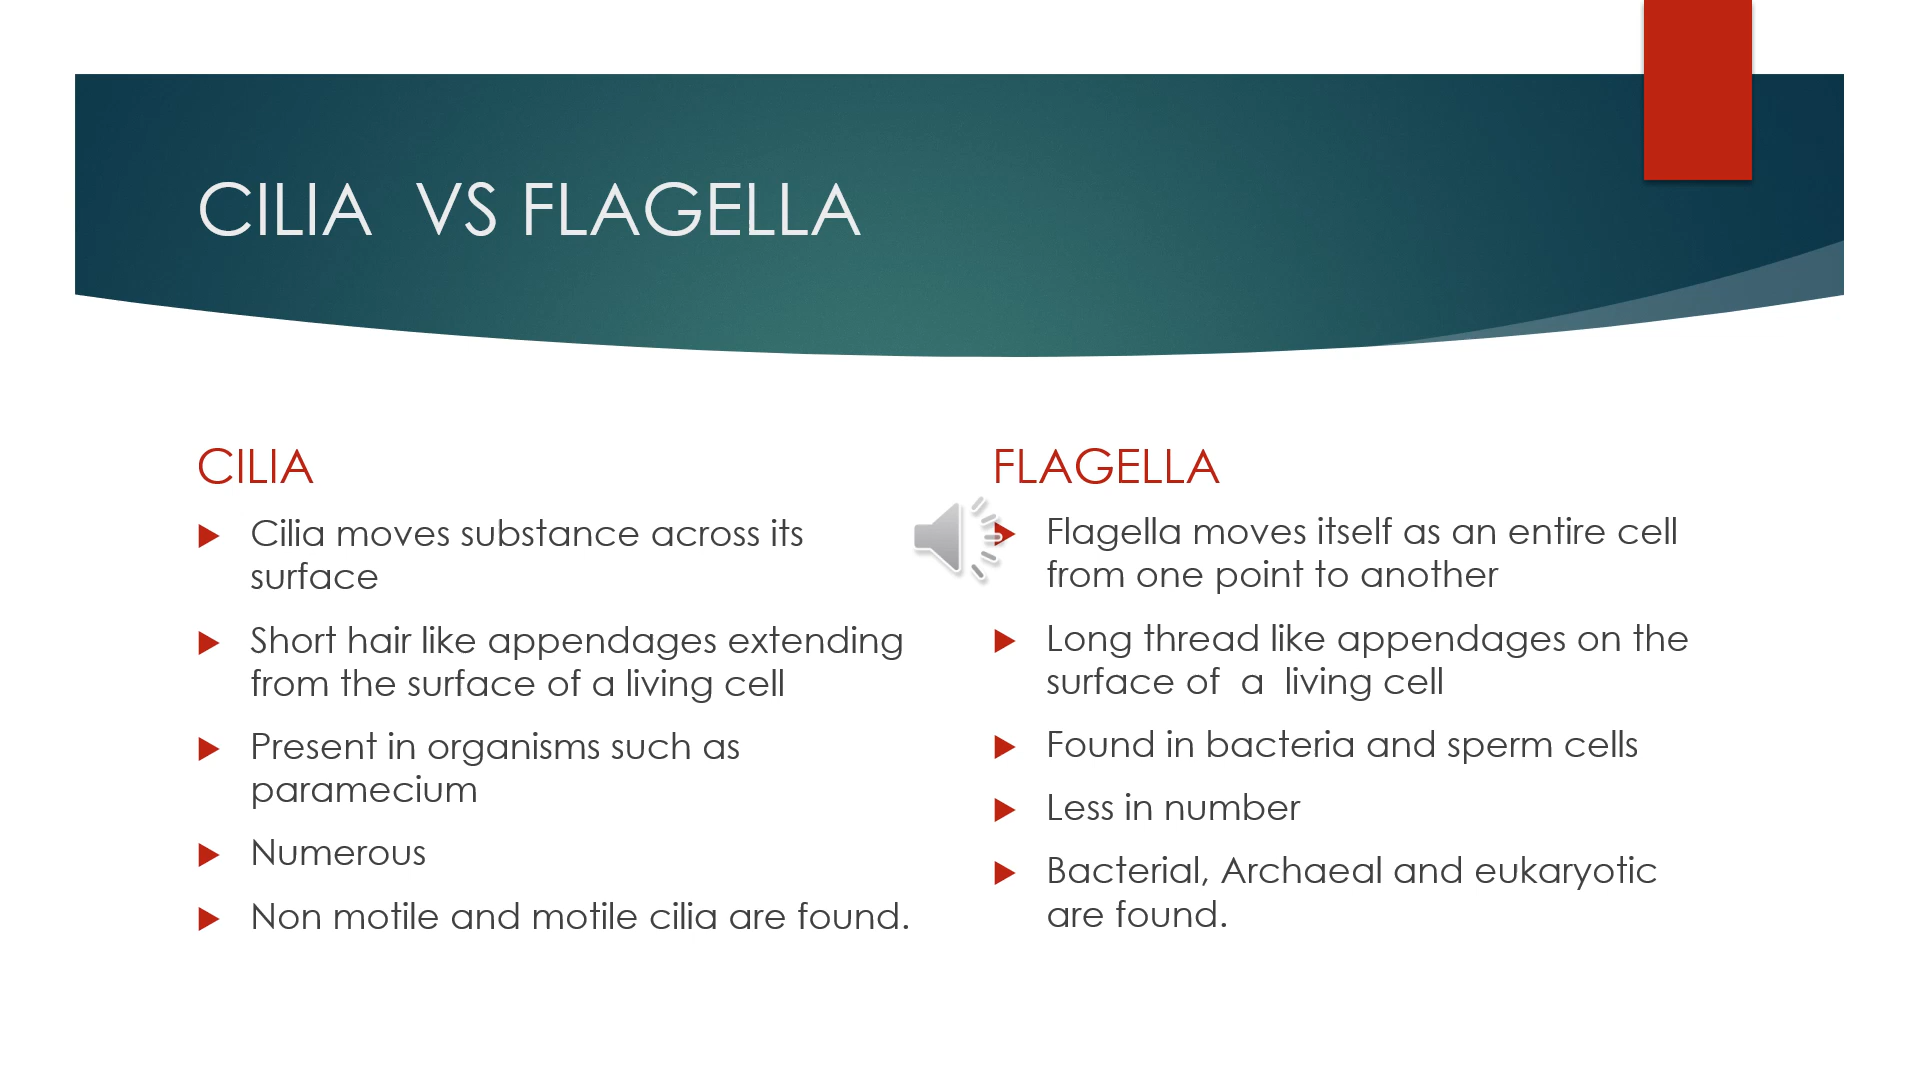 CILIA  VS FLAGELLA
CILIA
Cilia moves substance across its
surface
Short hair like appendages extending
from the surface of a living cell
Present in organisms such as
paramecium
Numerous
Non motile and motile cilia are found.
FLAGELLA
Flagella moves itself as an entire cell
from one point to another
Long thread like appendages on the
surface of  a  living cell
Found in bacteria and sperm cells
Less in number
Bacterial, Archaeal and eukaryotic
are found.